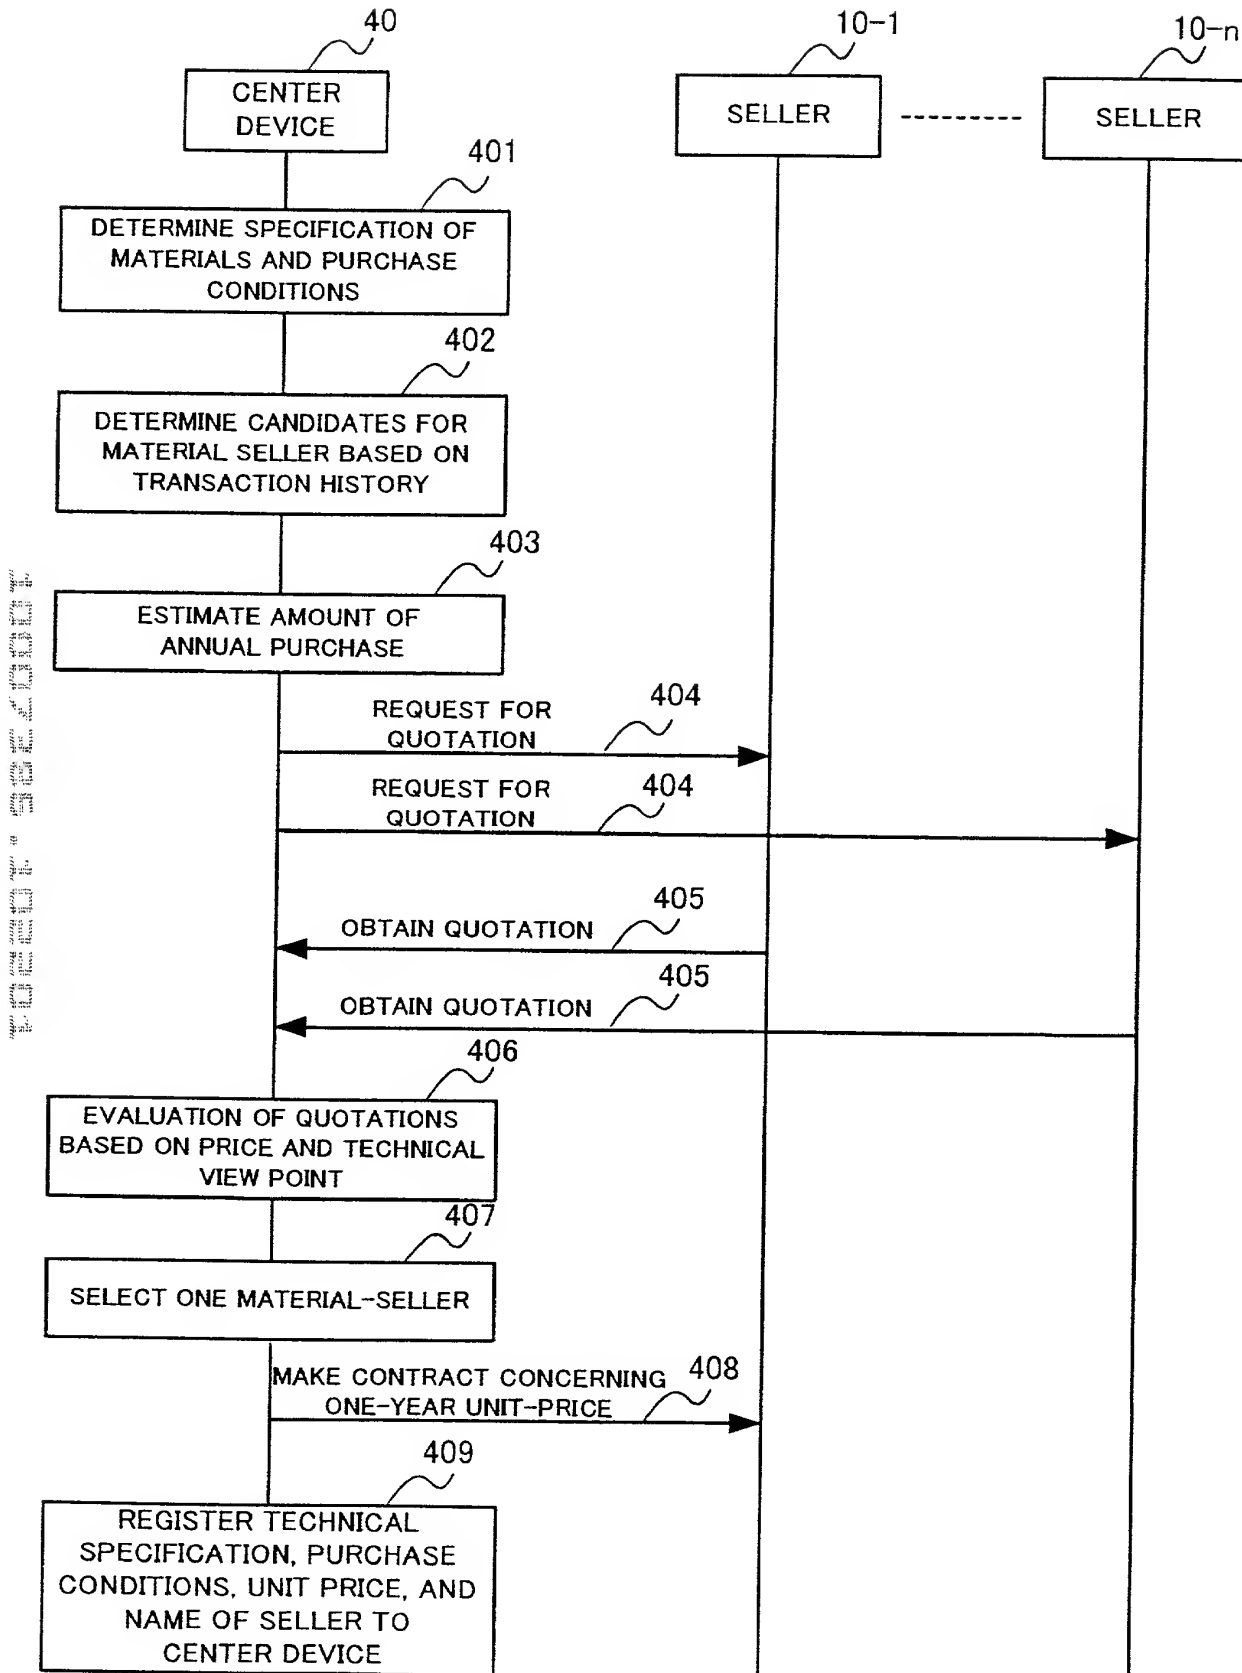 40
10-1
10-n
CENTER
DEVICE
SELLER
SELLER
401
DETERMINE SPECIFICATION OF
MATERIALS AND PURCHASE
CONDITIONS
402
DETERMINE CANDIDATES FOR
MATERIAL SELLER BASED ON
TRANSACTION HISTORY
403
ESTIMATE AMOUNT OF
ANNUAL PURCHASE
REQUEST FOR
QUOTATION
404
REQUEST FOR
QUOTATION
404
OBTAIN QUOTATION
405
OBTAIN QUOTATION
405
406
EVALUATION OF QUOTATIONS
BASED ON PRICE AND TECHNICAL
VIEW POINT
407
SELECT ONE MATERIAL-SELLER
MAKE CONTRACT CONCERNING
ONE-YEAR UNIT-PRICE
408
409
REGISTER TECHNICAL
SPECIFICATION, PURCHASE
CONDITIONS, UNIT PRICE, AND
NAME OF SELLER TO
CENTER DEVICE